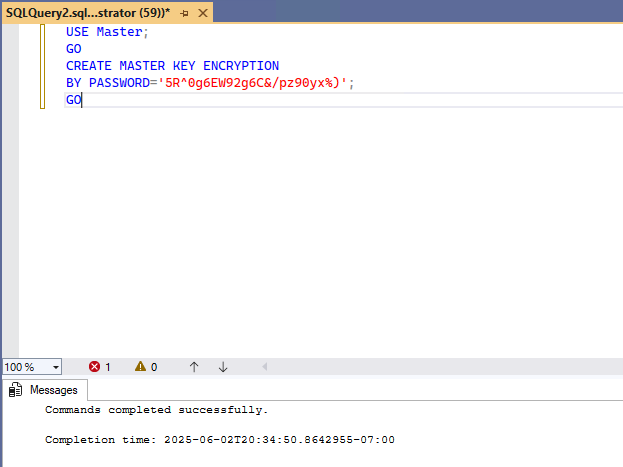 SQLQuery2.sql...strator (59))*
USE Master;
GO
CREATE MASTER KEY ENCRYPTION
BY PASSWORD='5R^0g6EW92g6C&/pz90yx%)';
GO
100 %
1
0
Messages
Commands completed successfully.
Completion time: 2025-06-02T20:34:50.8642955-07:00